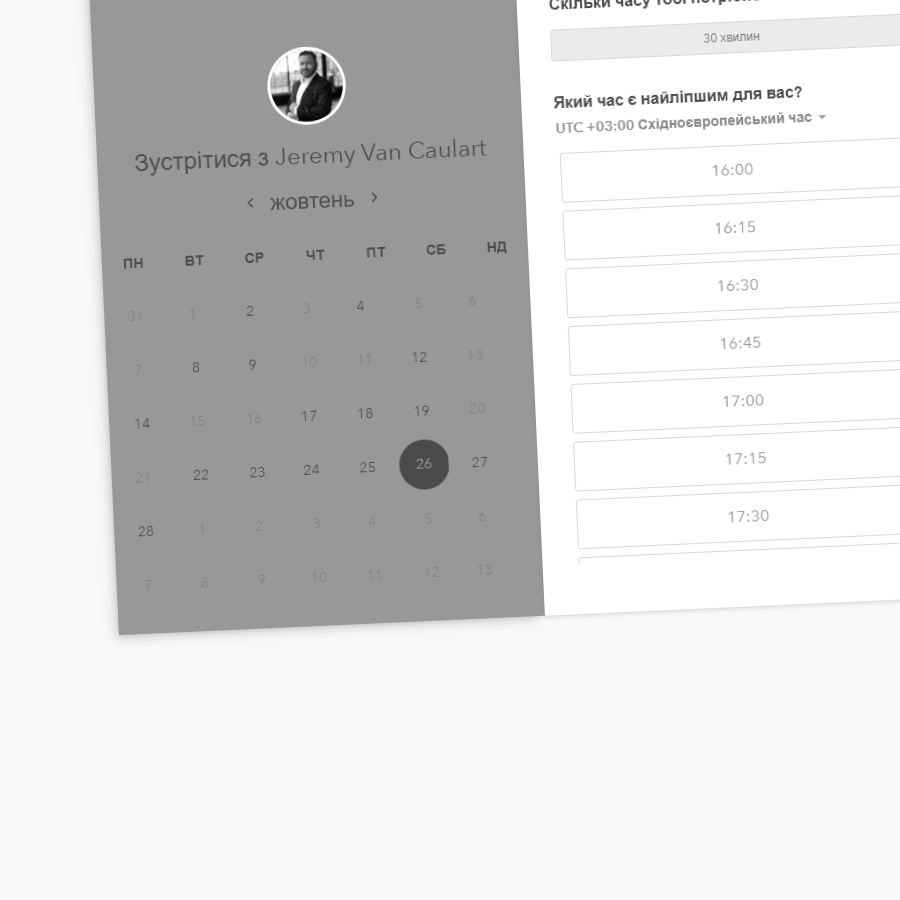 Зустрітися з Jeremy Van Caulart
‹ жовтень ›
ПН ВТ СР ЧТ ПТ СБ НД
31 1 2 3 4 5 6
7 8 9 10 11 12 13
14 15 16 17 18 19 20
21 22 23 24 25 26 27
28 1 2 3 4 5 6
7 8 9 10 11 12 13
Скільки часу тобі
30 хвилин
Який час є найліпшим для вас?
UTC +03:00 Східноєвропейський час
16:00
16:15
16:30
16:45
17:00
17:15
17:30